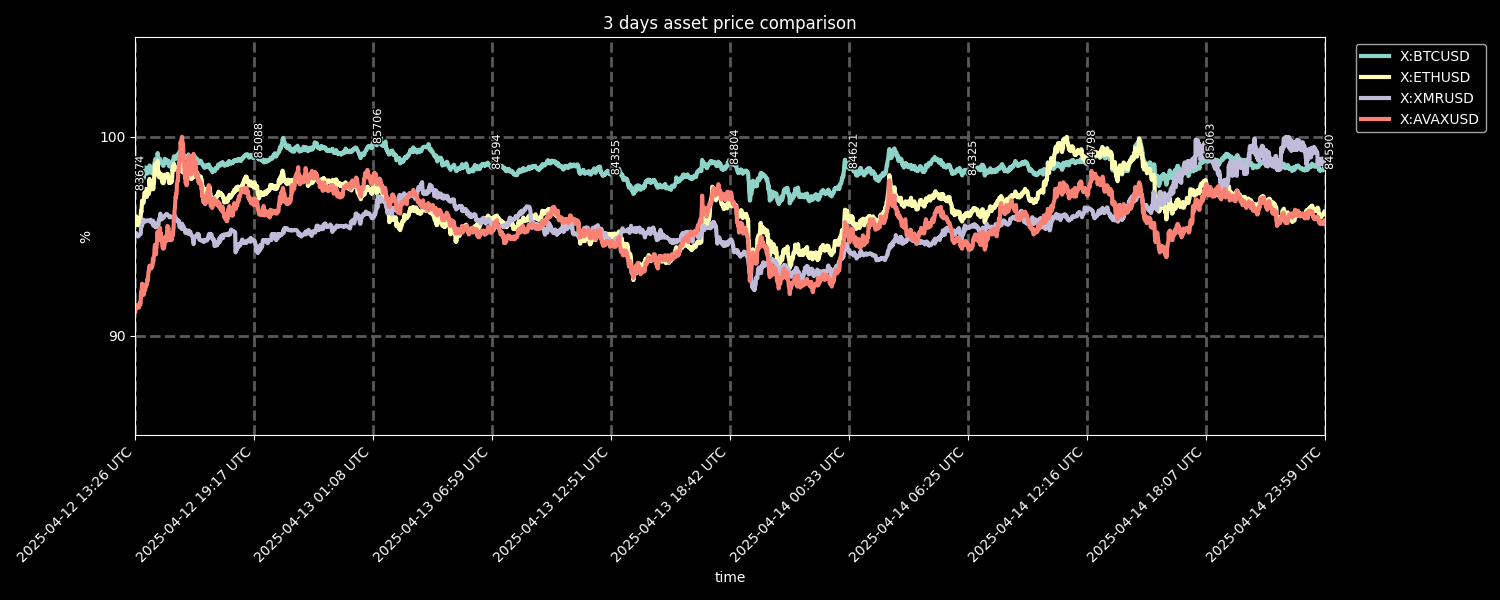 3 days asset price comparison
X:BTCUSD
X:ETHUSD
X:XMRUSD
X:AVAXUSD
100
90
%
83674
85088
85706
84594
84355
84804
84621
84325
84798
85063
84590
2025-04-12 13:26 UTC
2025-04-12 19:17 UTC
2025-04-13 01:08 UTC
2025-04-13 06:59 UTC
2025-04-13 12:51 UTC
2025-04-13 18:42 UTC
2025-04-14 00:33 UTC
2025-04-14 06:25 UTC
2025-04-14 12:16 UTC
2025-04-14 18:07 UTC
2025-04-14 23:59 UTC
time